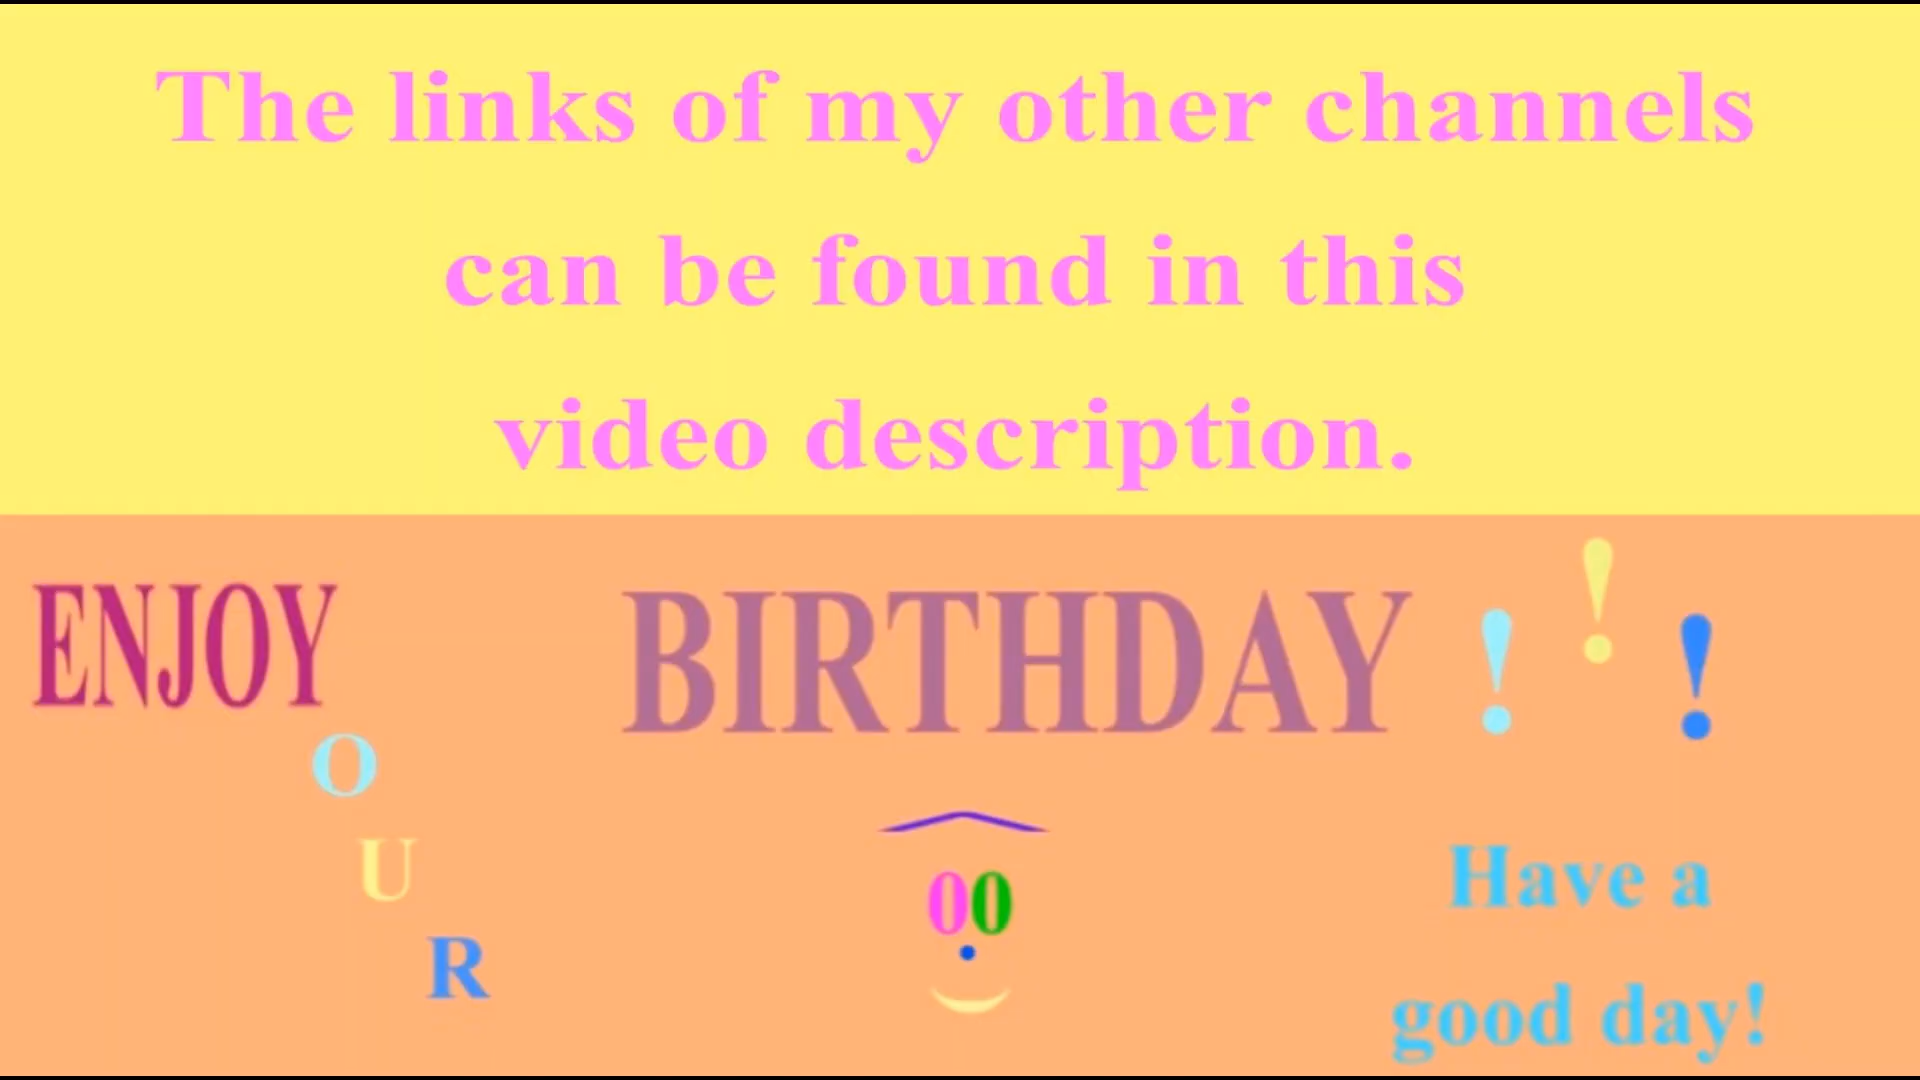 The links of my other channels
can be found in this
video description.
ENJOY
O
U
R
BIRTHDAY ! ! !
00
Have a
good day!